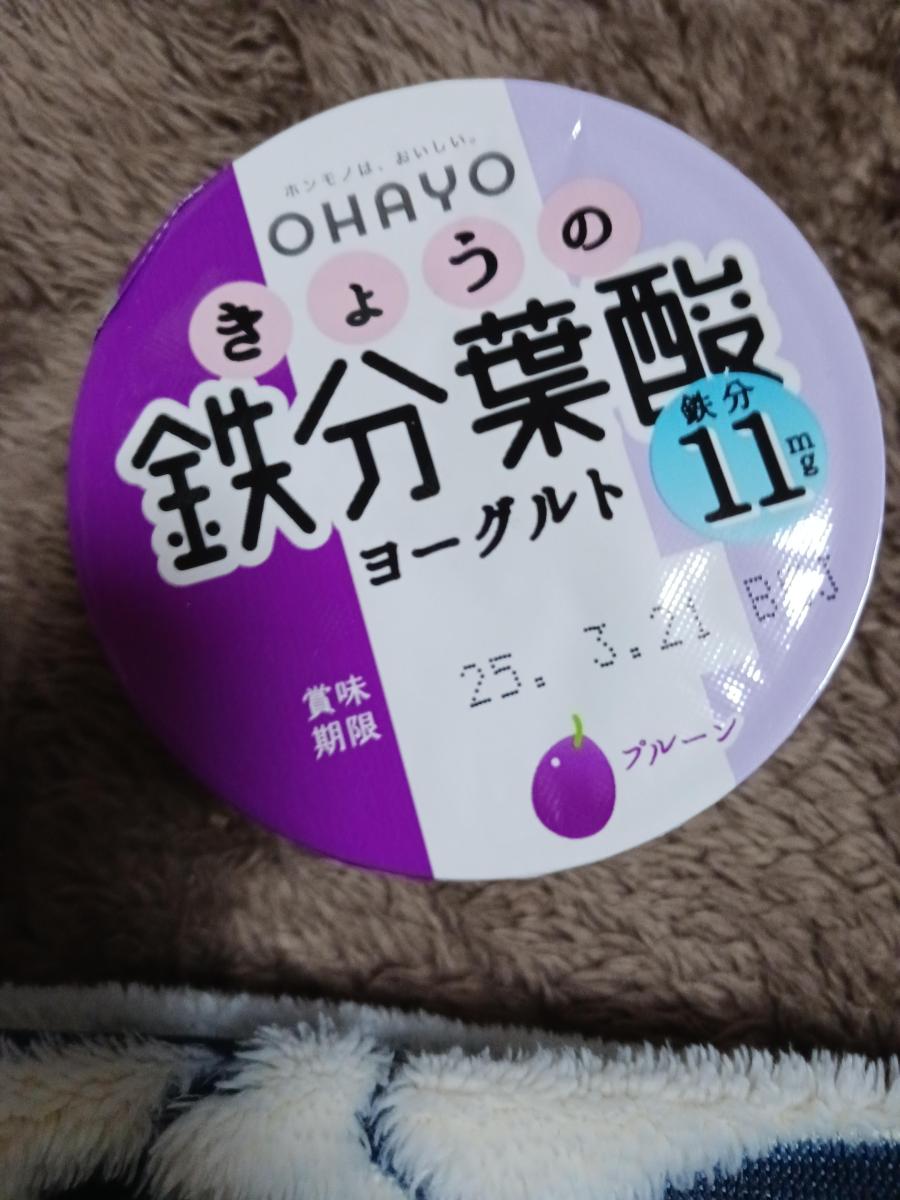 ホンモノは、おいしい。
OHAYO
きょうの
鉄分葉酸
鉄分
11mg
ヨーグルト
25. 3.21
賞味
期限
プルーン